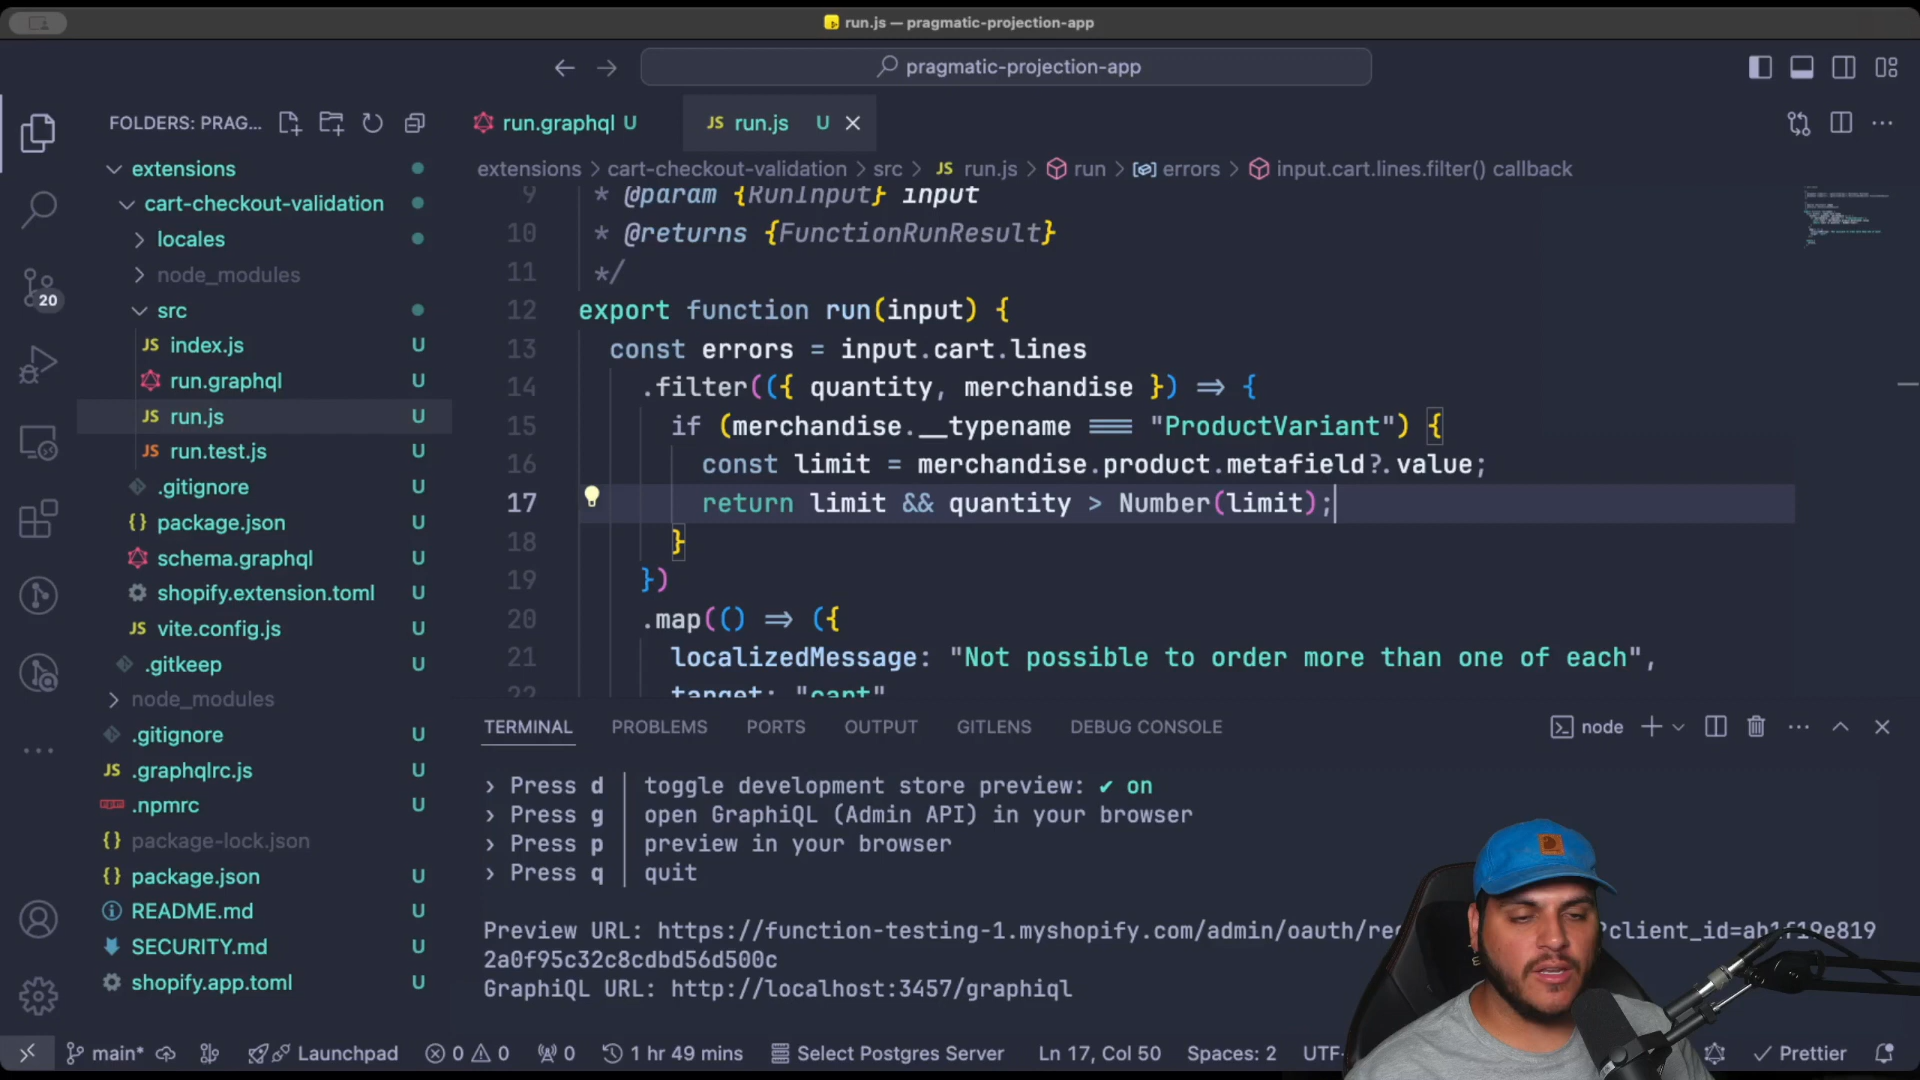 run.js — pragmatic-projection-app
pragmatic-projection-app
FOLDERS: PRAG...
extensions
cart-checkout-validation
locales
node_modules
src
JS index.js U
run.graphql U
JS run.js U
JS run.test.js U
.gitignore U
{} package.json U
schema.graphql U
shopify.extension.toml U
JS vite.config.js U
.gitkeep U
node_modules
.gitignore U
JS .graphqlrc.js U
.npmrc U
{} package-lock.json
{} package.json U
README.md U
SECURITY.md U
shopify.app.toml U
20
run.graphql U
JS run.js U
extensions > cart-checkout-validation > src > JS run.js > run > errors > input.cart.lines.filter() callback
9 * @param {RunInput} input
10 * @returns {FunctionRunResult}
11 */
12 export function run(input) {
13 const errors = input.cart.lines
14 .filter(({ quantity, merchandise }) => {
15 if (merchandise.__typename === "ProductVariant") {
16 const limit = merchandise.product.metafield?.value;
17 return limit && quantity > Number(limit);
18 }
19 })
20 .map(() => ({
21 localizedMessage: "Not possible to order more than one of each",
22 target: "cart"
TERMINAL PROBLEMS PORTS OUTPUT GITLENS DEBUG CONSOLE node
› Press d | toggle development store preview: ✔ on
› Press g | open GraphiQL (Admin API) in your browser
› Press p | preview in your browser
› Press q | quit
Preview URL: https://function-testing-1.myshopify.com/admin/oauth/re ?client_id=ab1f19e819
2a0f95c32c8cdbd56d500c
GraphiQL URL: http://localhost:3457/graphiql
main* Launchpad 0 0 0 1 hr 49 mins Select Postgres Server Ln 17, Col 50 Spaces: 2 UTF- Prettier